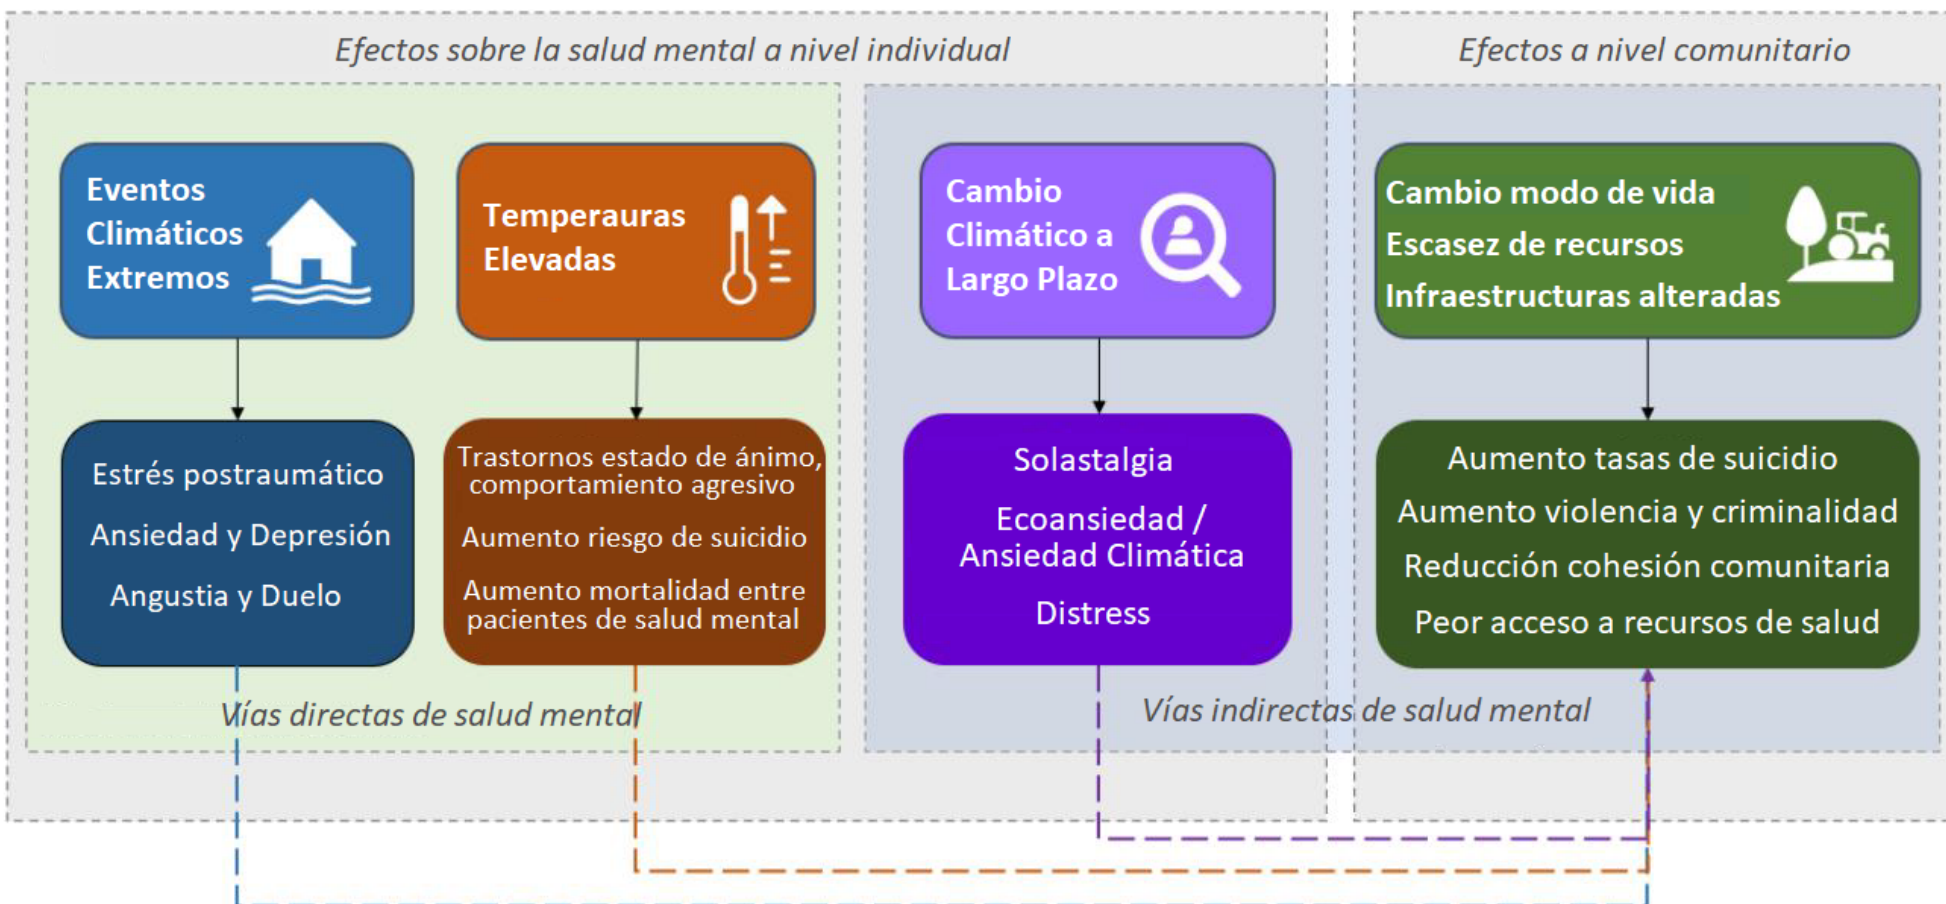 Efectos sobre la salud mental a nivel individual
Efectos a nivel comunitario
Eventos
Climáticos
Extremos
Temperauras
Elevadas
Cambio
Climático a
Largo Plazo
Cambio modo de vida
Escasez de recursos
Infraestructuras alteradas
Estrés postraumático
Ansiedad y Depresión
Angustia y Duelo
Trastornos estado de ánimo,
comportamiento agresivo
Aumento riesgo de suicidio
Aumento mortalidad entre
pacientes de salud mental
Solastalgia
Ecoansiedad /
Ansiedad Climática
Distress
Aumento tasas de suicidio
Aumento violencia y criminalidad
Reducción cohesión comunitaria
Peor acceso a recursos de salud
Vías directas de salud mental
Vías indirectas de salud mental